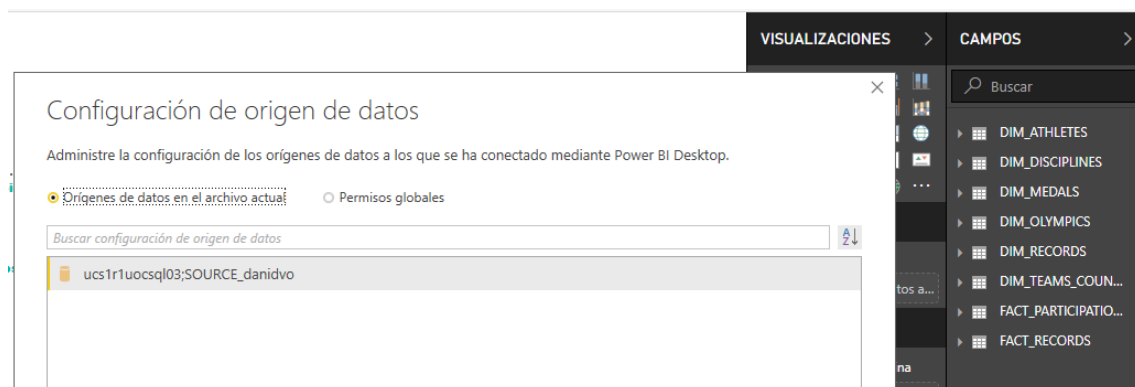 VISUALIZACIONES
CAMPOS
Configuración de origen de datos
Buscar
Administre la configuración de los orígenes de datos a los que se ha conectado mediante Power BI Desktop.
Orígenes de datos en el archivo actual
Permisos globales
Buscar configuración de origen de datos
ucs1r1uocsql03;SOURCE_danidvo
tos a...
na
DIM_ATHLETES
DIM_DISCIPLINES
DIM_MEDALS
DIM_OLYMPICS
DIM_RECORDS
DIM_TEAMS_COUN...
FACT_PARTICIPATIO...
FACT_RECORDS